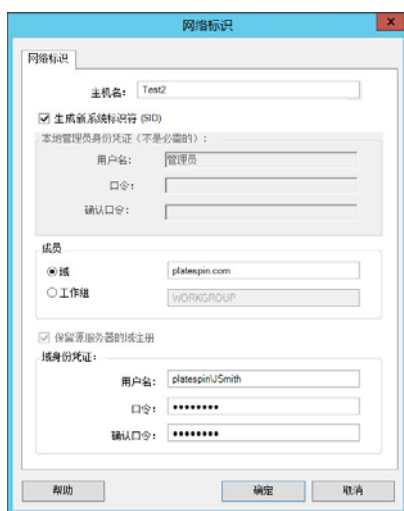 网络标识
x
网络标识
主机名： Test2
生成新系统标识符 (SID)
本地管理员身份凭证（不是必需的）：
用户名： 管理员
口令：
确认口令：
成员
域 platespin.com
工作组 WORKGROUP
保留源服务器的域注册
域身份凭证：
用户名： platespin\JSmith
口令： ••••••••
确认口令： ••••••••
帮助 确定 取消